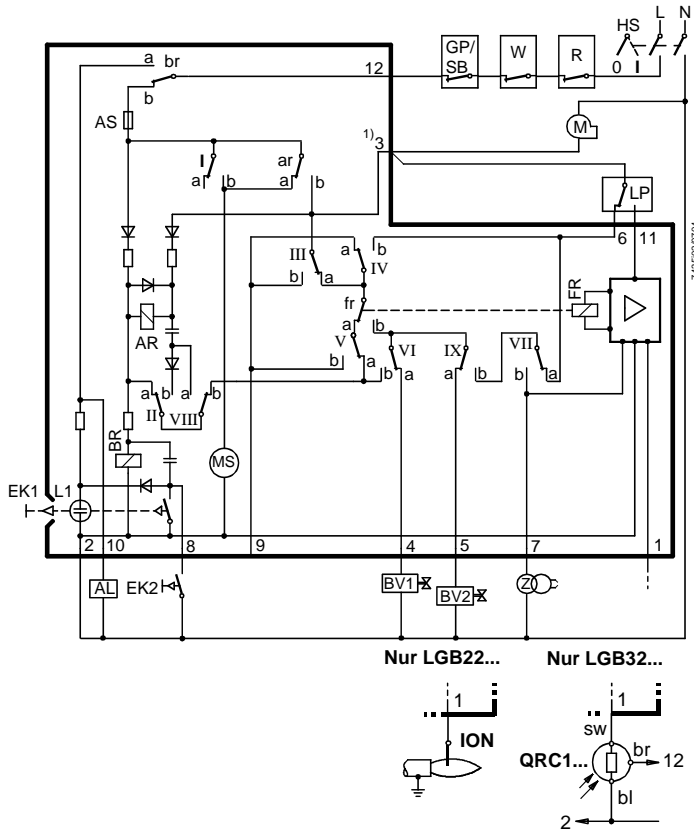 L N
HS
GP/ SB W R
0 I
a br
b
12
AS
1) 3
M
I ar
a b a b
LP
6 11
III a b
b a IV
fr
FR
a b
V VI IX VII
b a b a a b b a
AR
a b a b
II VIII
BR
MS
EK1 L1
2 10 8 9 4 5 7 1
AL EK2 BV1 BV2 Z
Nur LGB22... Nur LGB32...
1 1
sw
ION
br
QRC1... 12
bl
2